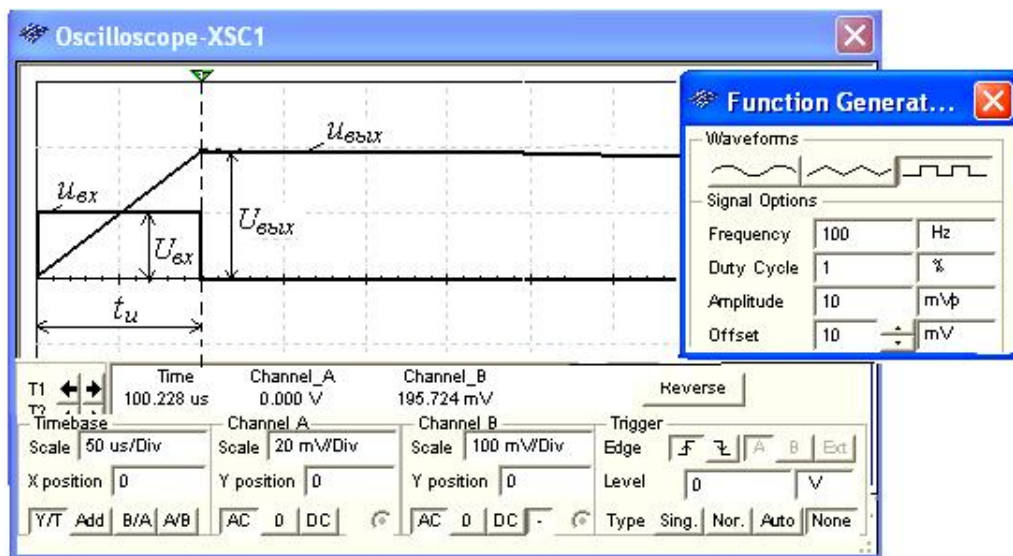 Oscilloscope-XSC1
uвых
uвх
Uвых
Uвх
tи
Function Generat...
Waveforms
Signal Options
Frequency 100 Hz
Duty Cycle 1 %
Amplitude 10 mVp
Offset 10 mV
T1
T2
Time Channel_A Channel_B
100.228 us 0.000 V 195.724 mV
Reverse
Timebase
Scale 50 us/Div
X position 0
Y/T Add B/A A/B
Channel A
Scale 20 mV/Div
Y position 0
AC 0 DC
Channel B
Scale 100 mV/Div
Y position 0
AC 0 DC -
Trigger
Edge A B Ext
Level 0 V
Type Sing. Nor. Auto None